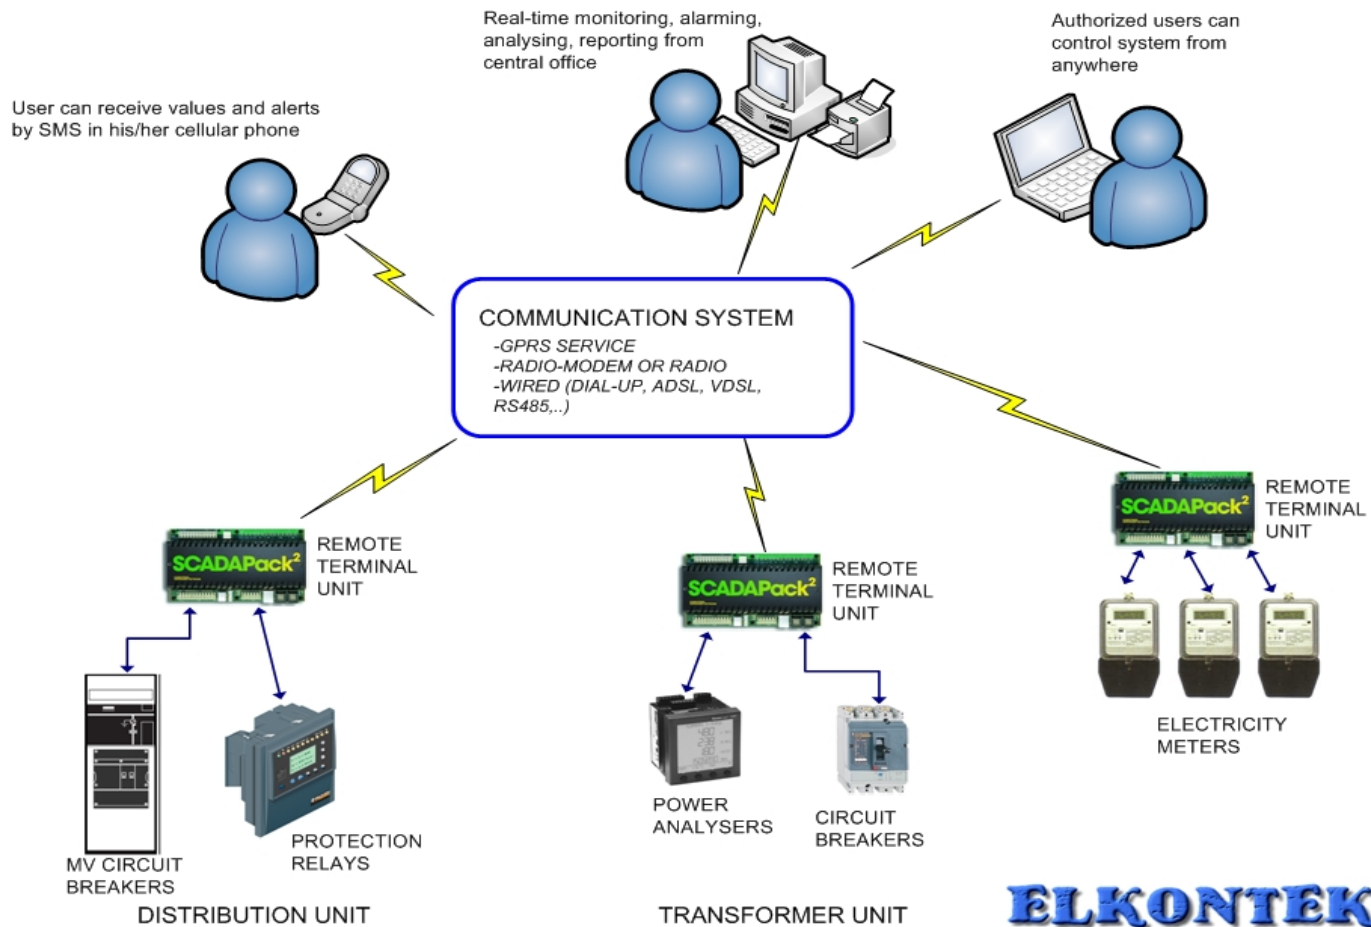 Real-time monitoring, alarming,
analysing, reporting from
central office
Authorized users can
control system from
anywhere
User can receive values and alerts
by SMS in his/her cellular phone
COMMUNICATION SYSTEM
-GPRS SERVICE
-RADIO-MODEM OR RADIO
-WIRED (DIAL-UP, ADSL, VDSL,
RS485,..)
SCADAPack²
REMOTE
TERMINAL
UNIT
SCADAPack²
REMOTE
TERMINAL
UNIT
SCADAPack²
REMOTE
TERMINAL
UNIT
MV CIRCUIT
BREAKERS
PROTECTION
RELAYS
POWER
ANALYSERS
CIRCUIT
BREAKERS
ELECTRICITY
METERS
DISTRIBUTION UNIT
TRANSFORMER UNIT
ELKONTEK